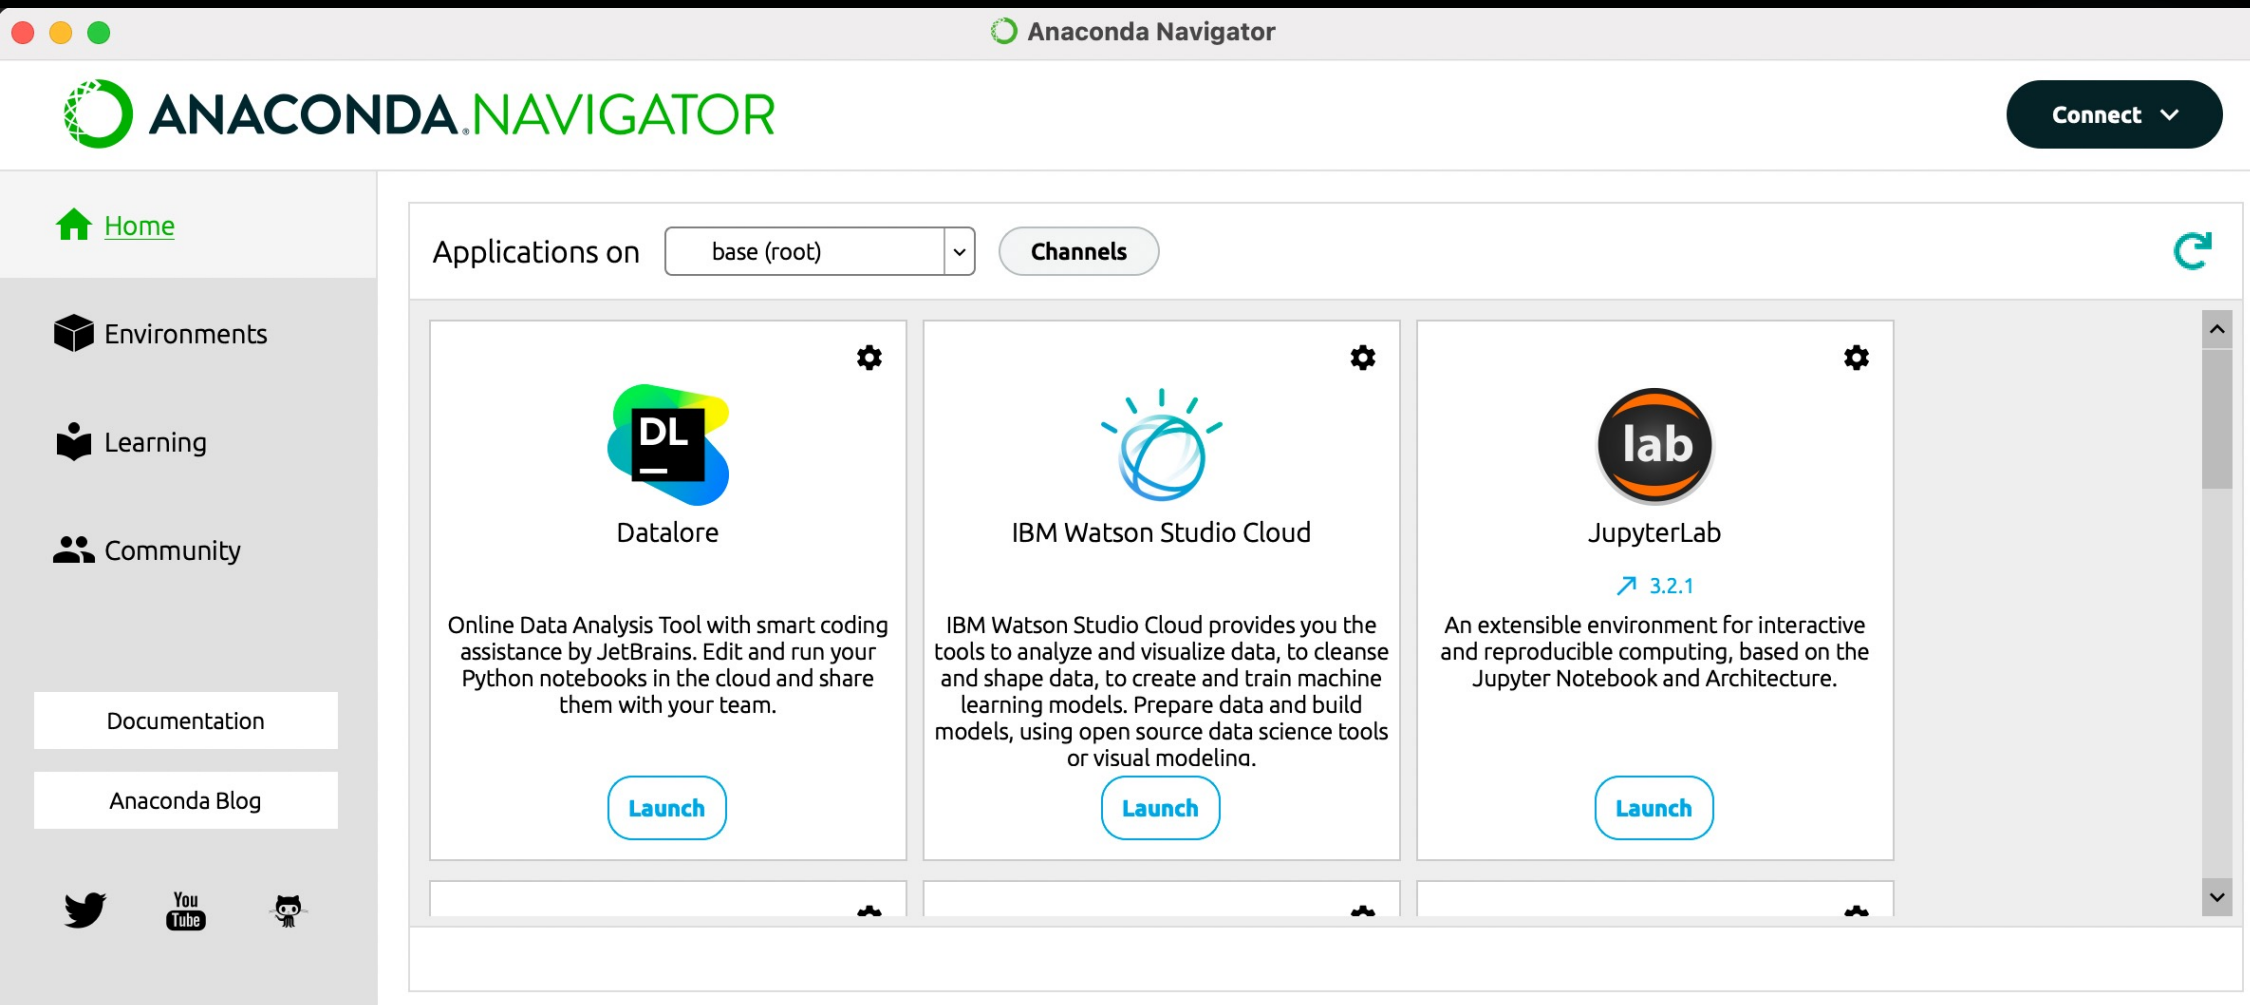 Anaconda Navigator
ANACONDA.NAVIGATOR
Connect
Home
Environments
Learning
Community
Documentation
Anaconda Blog
You
Tube
Applications on
base (root)
Channels
DL
Datalore
Online Data Analysis Tool with smart coding
assistance by JetBrains. Edit and run your
Python notebooks in the cloud and share
them with your team.
Launch
IBM Watson Studio Cloud
IBM Watson Studio Cloud provides you the
tools to analyze and visualize data, to cleanse
and shape data, to create and train machine
learning models. Prepare data and build
models, using open source data science tools
or visual modeling.
Launch
lab
JupyterLab
3.2.1
An extensible environment for interactive
and reproducible computing, based on the
Jupyter Notebook and Architecture.
Launch